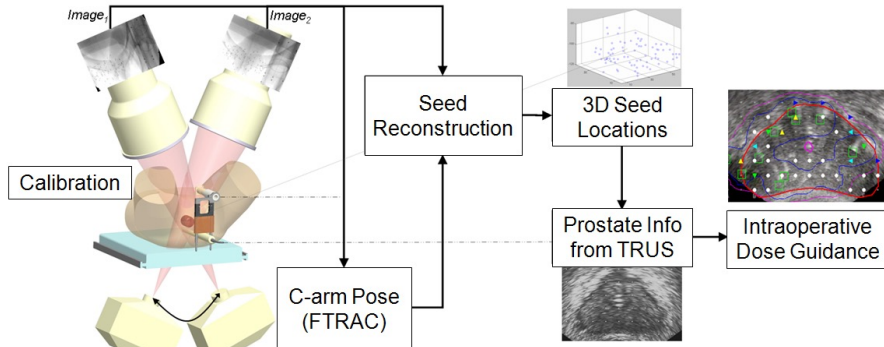 Image1
Image2
Calibration
Seed
Reconstruction
3D Seed
Locations
Prostate Info
from TRUS
Intraoperative
Dose Guidance
C-arm Pose
(FTRAC)